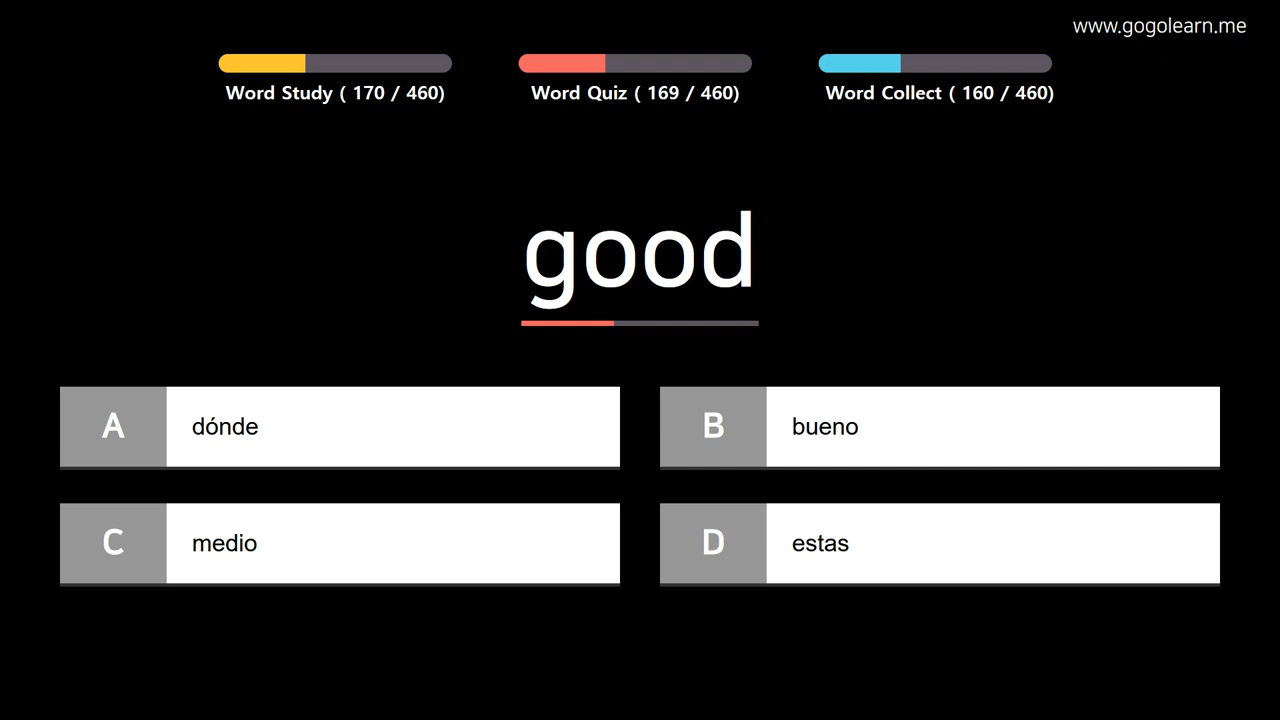 www.gogolearn.me
Word Study ( 170 / 460)
Word Quiz ( 169 / 460)
Word Collect ( 160 / 460)
good
A
dónde
B
bueno
C
medio
D
estas